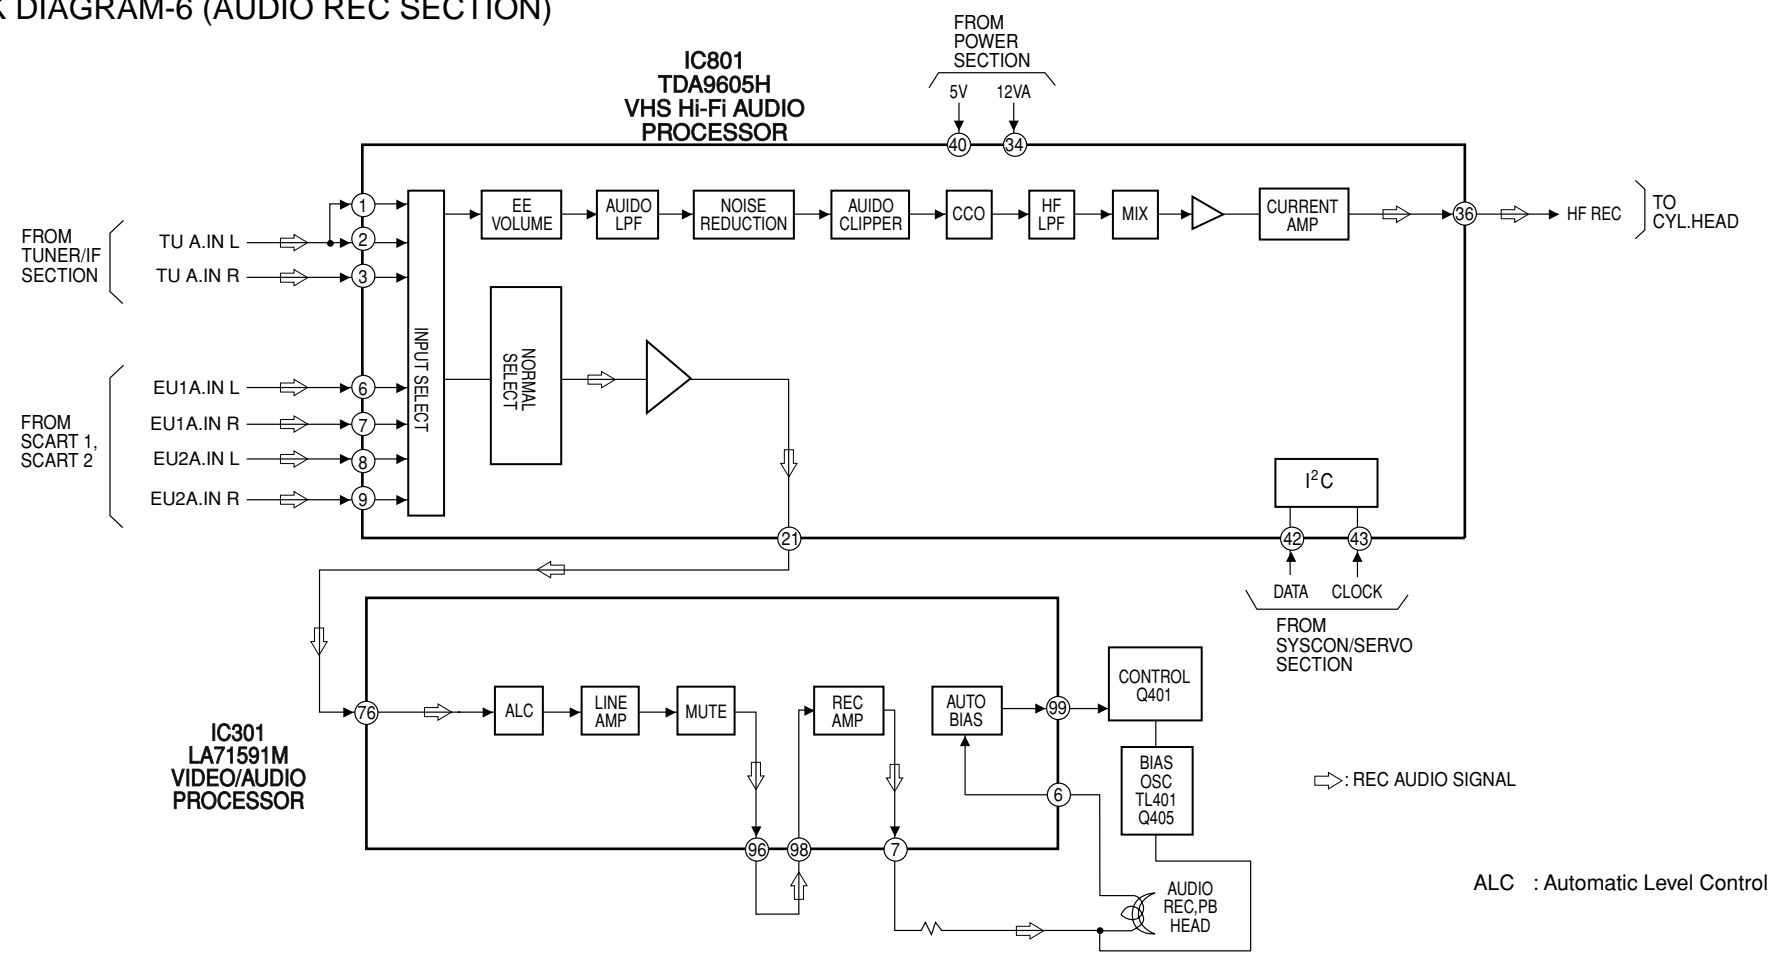 K DIAGRAM-6 (AUDIO REC SECTION)
FROM
POWER
SECTION
5V
12VA
40
34
IC801
TDA9605H
VHS Hi-Fi AUDIO
PROCESSOR
FROM
TUNER/IF
SECTION
TU A.IN L
TU A.IN R
1
2
3
FROM
SCART 1,
SCART 2
EU1A.IN L
EU1A.IN R
EU2A.IN L
EU2A.IN R
6
7
8
9
INPUT SELECT
EE
VOLUME
AUIDO
LPF
NOISE
REDUCTION
AUIDO
CLIPPER
CCO
HF
LPF
MIX
CURRENT
AMP
36
HF REC
TO
CYL.HEAD
NORMAL
SELECT
21
I2C
42
43
DATA
CLOCK
FROM
SYSCON/SERVO
SECTION
IC301
LA71591M
VIDEO/AUDIO
PROCESSOR
76
ALC
LINE
AMP
MUTE
REC
AMP
AUTO
BIAS
99
6
96
98
7
CONTROL
Q401
BIAS
OSC
TL401
Q405
AUDIO
REC,PB
HEAD
: REC AUDIO SIGNAL
ALC : Automatic Level Control